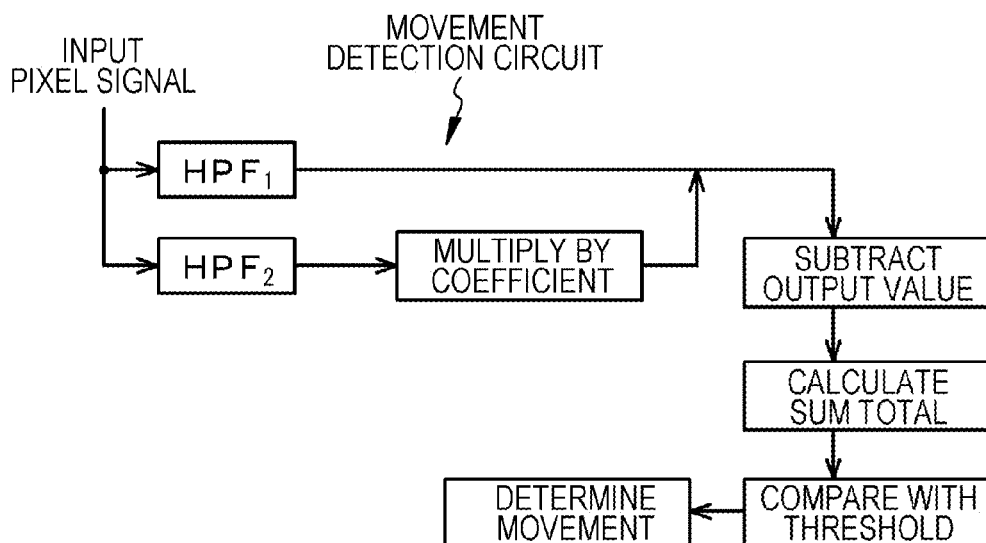 INPUT
PIXEL SIGNAL
MOVEMENT
DETECTION CIRCUIT
HPF₁
HPF₂
MULTIPLY BY
COEFFICIENT
SUBTRACT
OUTPUT VALUE
CALCULATE
SUM TOTAL
COMPARE WITH
THRESHOLD
DETERMINE
MOVEMENT